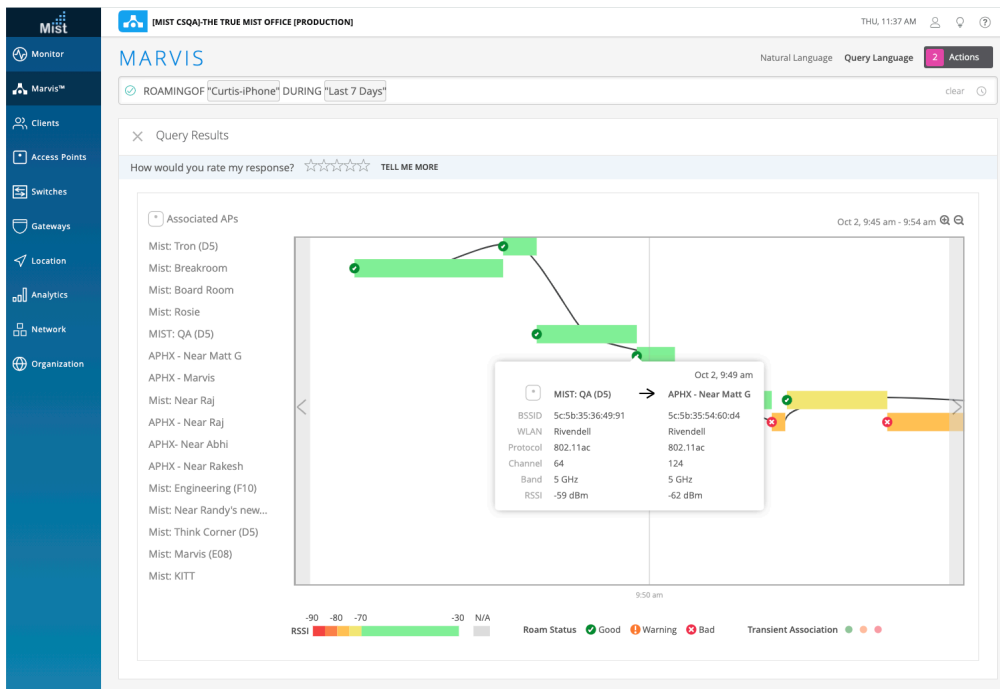 Mist
[MIST CSQA]-THE TRUE MIST OFFICE [PRODUCTION]
THU, 11:37 AM
Monitor
Marvis™
Clients
Access Points
Switches
Gateways
Location
Analytics
Network
Organization
MARVIS
Natural Language Query Language 2 Actions
ROAMINGOF "Curtis-iPhone" DURING "Last 7 Days"
clear
Query Results
How would you rate my response? TELL ME MORE
Associated APs
Oct 2, 9:45 am - 9:54 am
Mist: Tron (D5)
Mist: Breakroom
Mist: Board Room
Mist: Rosie
MIST: QA (D5)
APHX - Near Matt G
APHX - Marvis
Mist: Near Raj
APHX - Near Raj
APHX- Near Abhi
APHX - Near Rakesh
Mist: Engineering (F10)
Mist: Near Randy's new...
Mist: Think Corner (D5)
Mist: Marvis (E08)
Mist: KITT
Oct 2, 9:49 am
MIST: QA (D5) APHX - Near Matt G
BSSID 5c:5b:35:36:49:91 5c:5b:35:54:60:d4
WLAN Rivendell Rivendell
Protocol 802.11ac 802.11ac
Channel 64 124
Band 5 GHz 5 GHz
RSSI -59 dBm -62 dBm
9:50 am
-90 -80 -70 -30 N/A
RSSI
Roam Status Good Warning Bad Transient Association